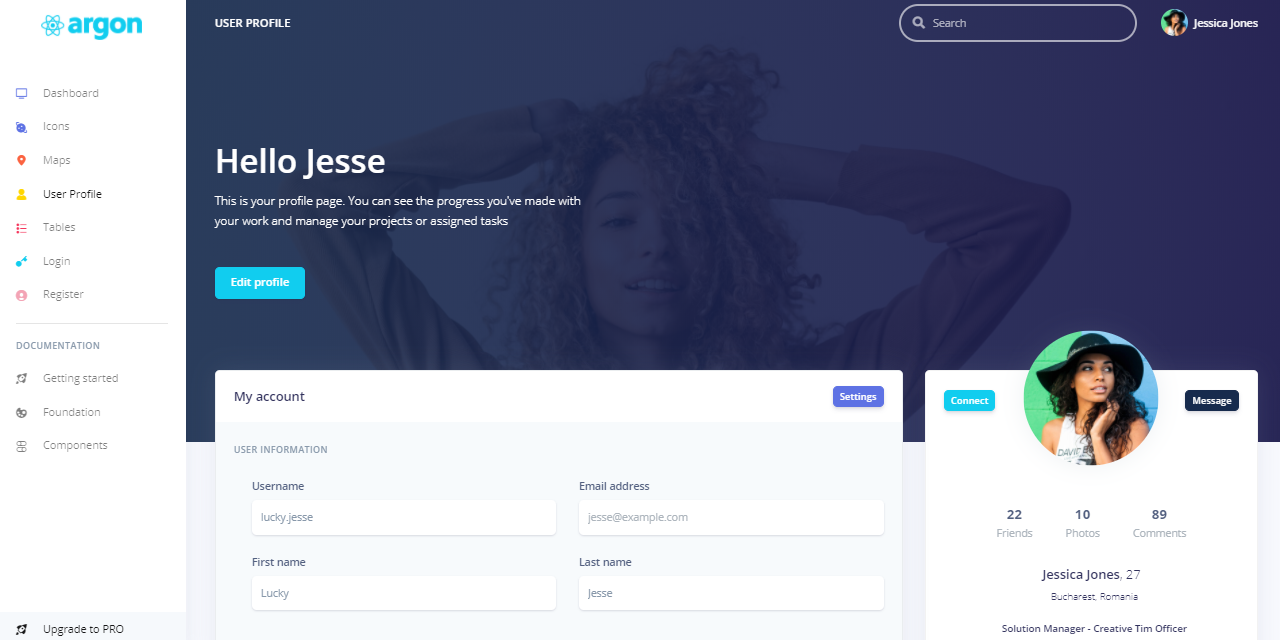 argon
Dashboard
Icons
Maps
User Profile
Tables
Login
Register
DOCUMENTATION
Getting started
Foundation
Components
Upgrade to PRO
USER PROFILE
Search
Jessica Jones
Hello Jesse
This is your profile page. You can see the progress you've made with
your work and manage your projects or assigned tasks
Edit profile
My account
Settings
USER INFORMATION
Username
Email address
lucky.jesse
jesse@example.com
First name
Last name
Lucky
Jesse
Connect
Message
22
10
89
Friends
Photos
Comments
Jessica Jones, 27
Bucharest, Romania
Solution Manager - Creative Tim Officer